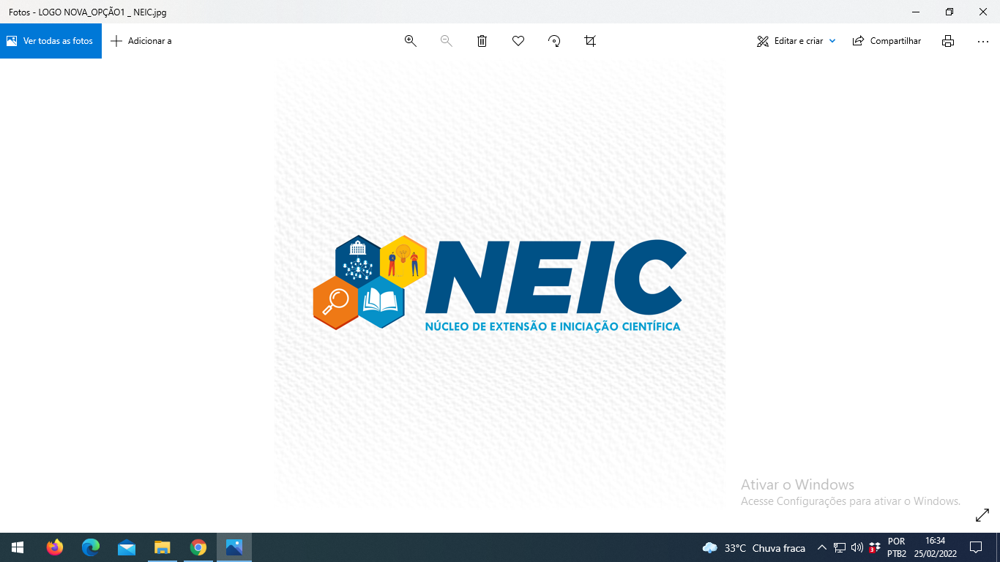 Fotos - LOGO NOVA_OPÇÃO1 _ NEIC.jpg
Ver todas as fotos
Adicionar a
Editar e criar
Compartilhar
NEIC
NÚCLEO DE EXTENSÃO E INICIAÇÃO CIENTÍFICA
Ativar o Windows
Acesse Configurações para ativar o Windows.
33°C Chuva fraca
3
POR
PTB2
16:34
25/02/2022